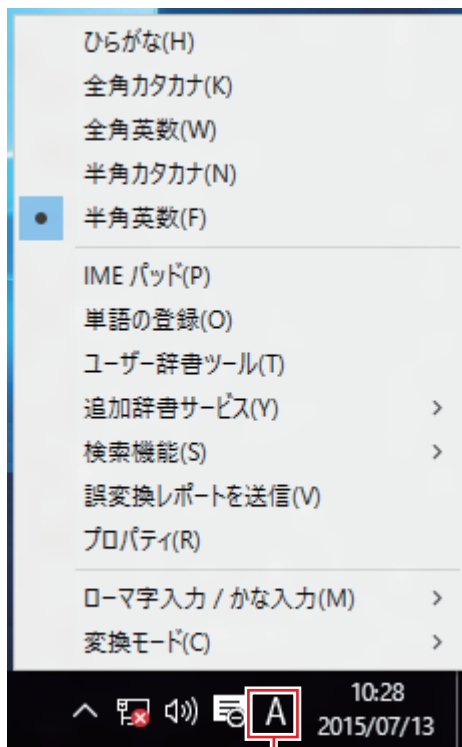 ひらがな(H)
全角カタカナ(K)
全角英数(W)
半角カタカナ(N)
半角英数(F)
IME パッド(P)
単語の登録(O)
ユーザー辞書ツール(T)
追加辞書サービス(Y)
検索機能(S)
誤変換レポートを送信(V)
プロパティ(R)
ローマ字入力 / かな入力(M)
変換モード(C)
A
10:28
2015/07/13